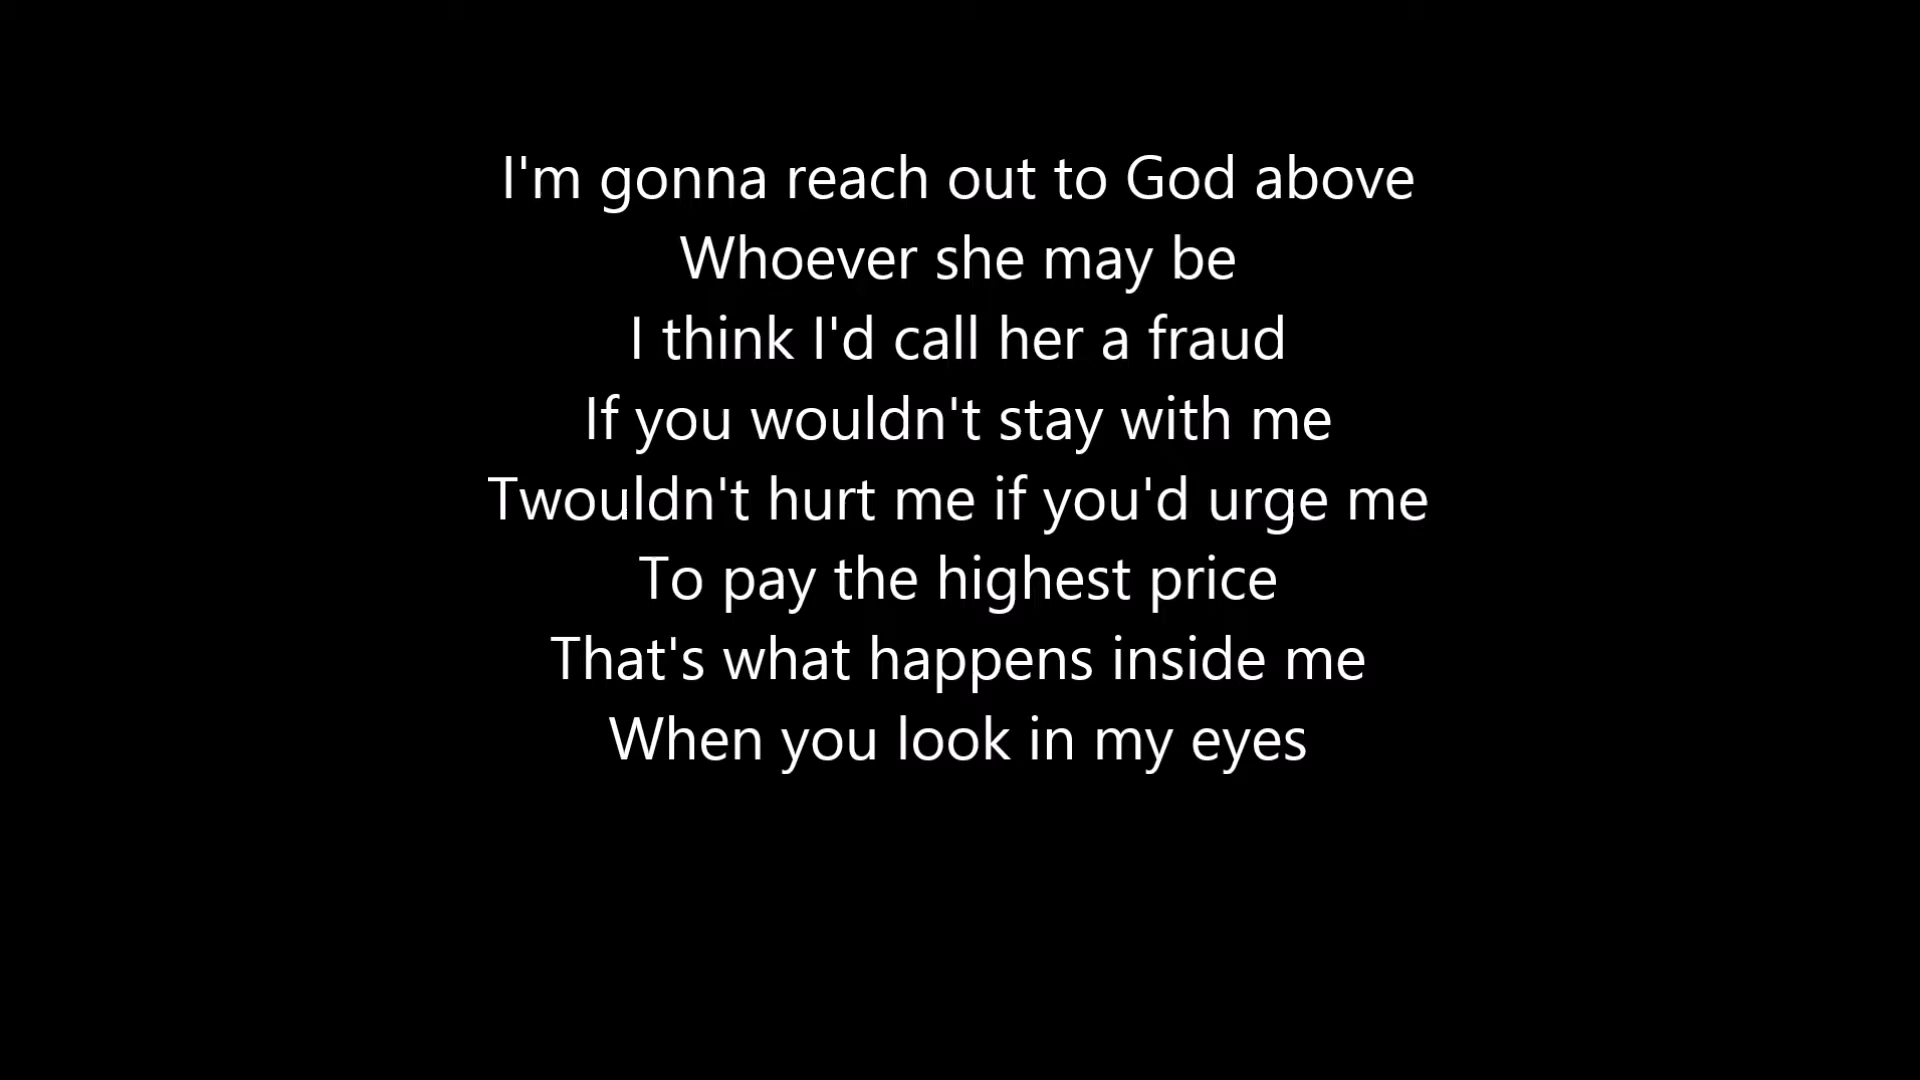 I'm gonna reach out to God above
Whoever she may be
I think I'd call her a fraud
If you wouldn't stay with me
Twouldn't hurt me if you'd urge me
To pay the highest price
That's what happens inside me
When you look in my eyes